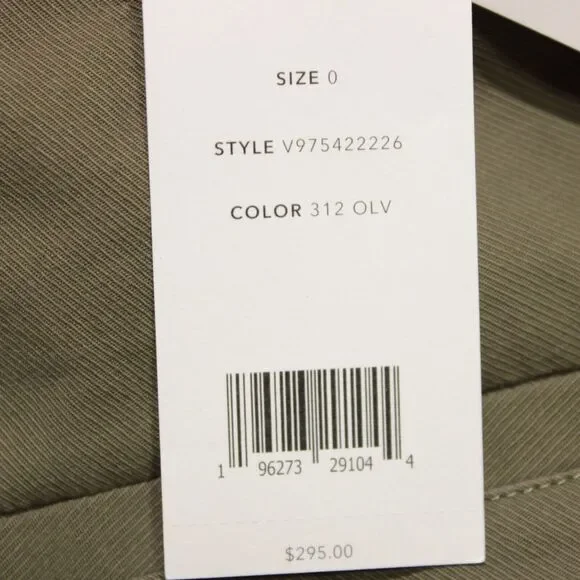 SIZE 0
STYLE V975422226
COLOR 312 OLV
1 96273 29104 4
$295.00